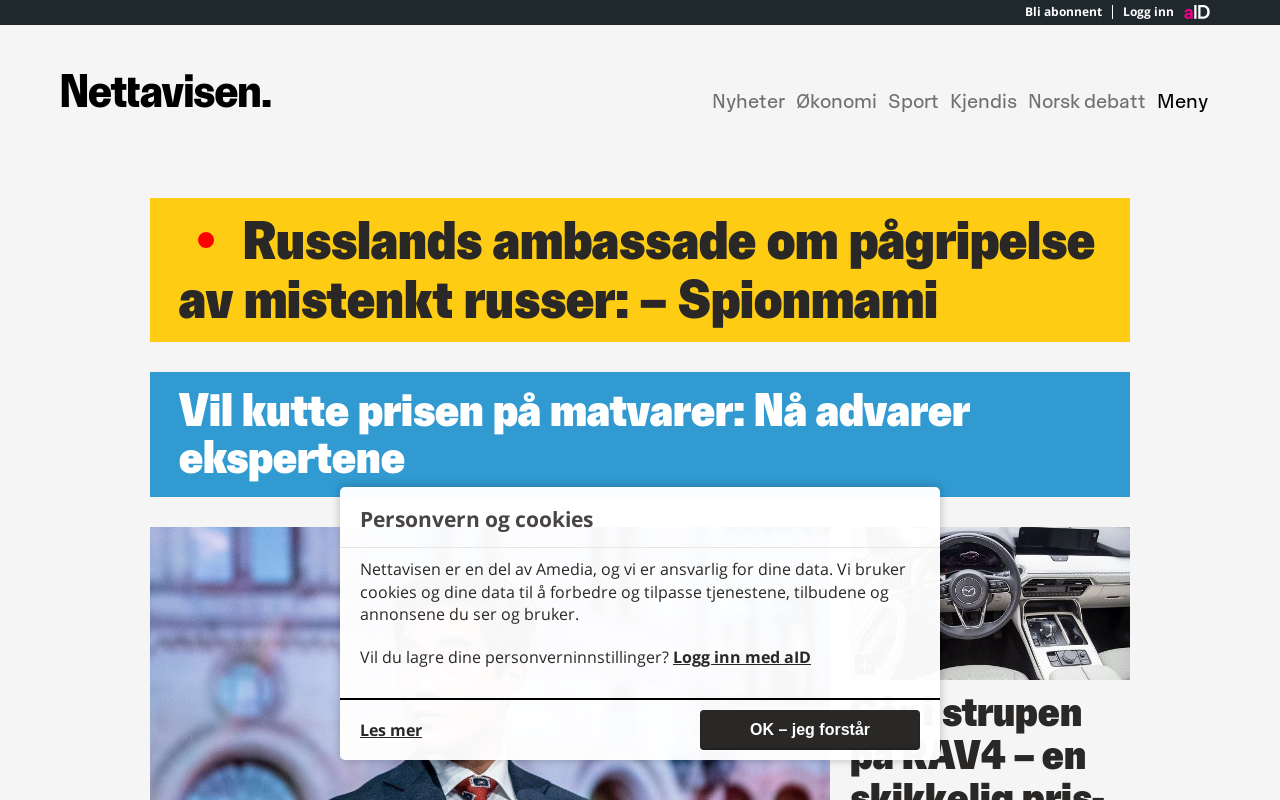 Bli abonnent
Logg inn
aID
Nettavisen.
Nyheter
Økonomi
Sport
Kjendis
Norsk debatt
Meny
Russlands ambassade om pågripelse
av mistenkt russer: – Spionmami
Vil kutte prisen på matvarer: Nå advarer
ekspertene
Personvern og cookies
Nettavisen er en del av Amedia, og vi er ansvarlig for dine data. Vi bruker
cookies og dine data til å forbedre og tilpasse tjenestene, tilbudene og
annonsene du ser og bruker.
Vil du lagre dine personverninnstillinger? Logg inn med aID
Les mer
OK – jeg forstår
strupen
på RAV4 – en
skikkelig pris-